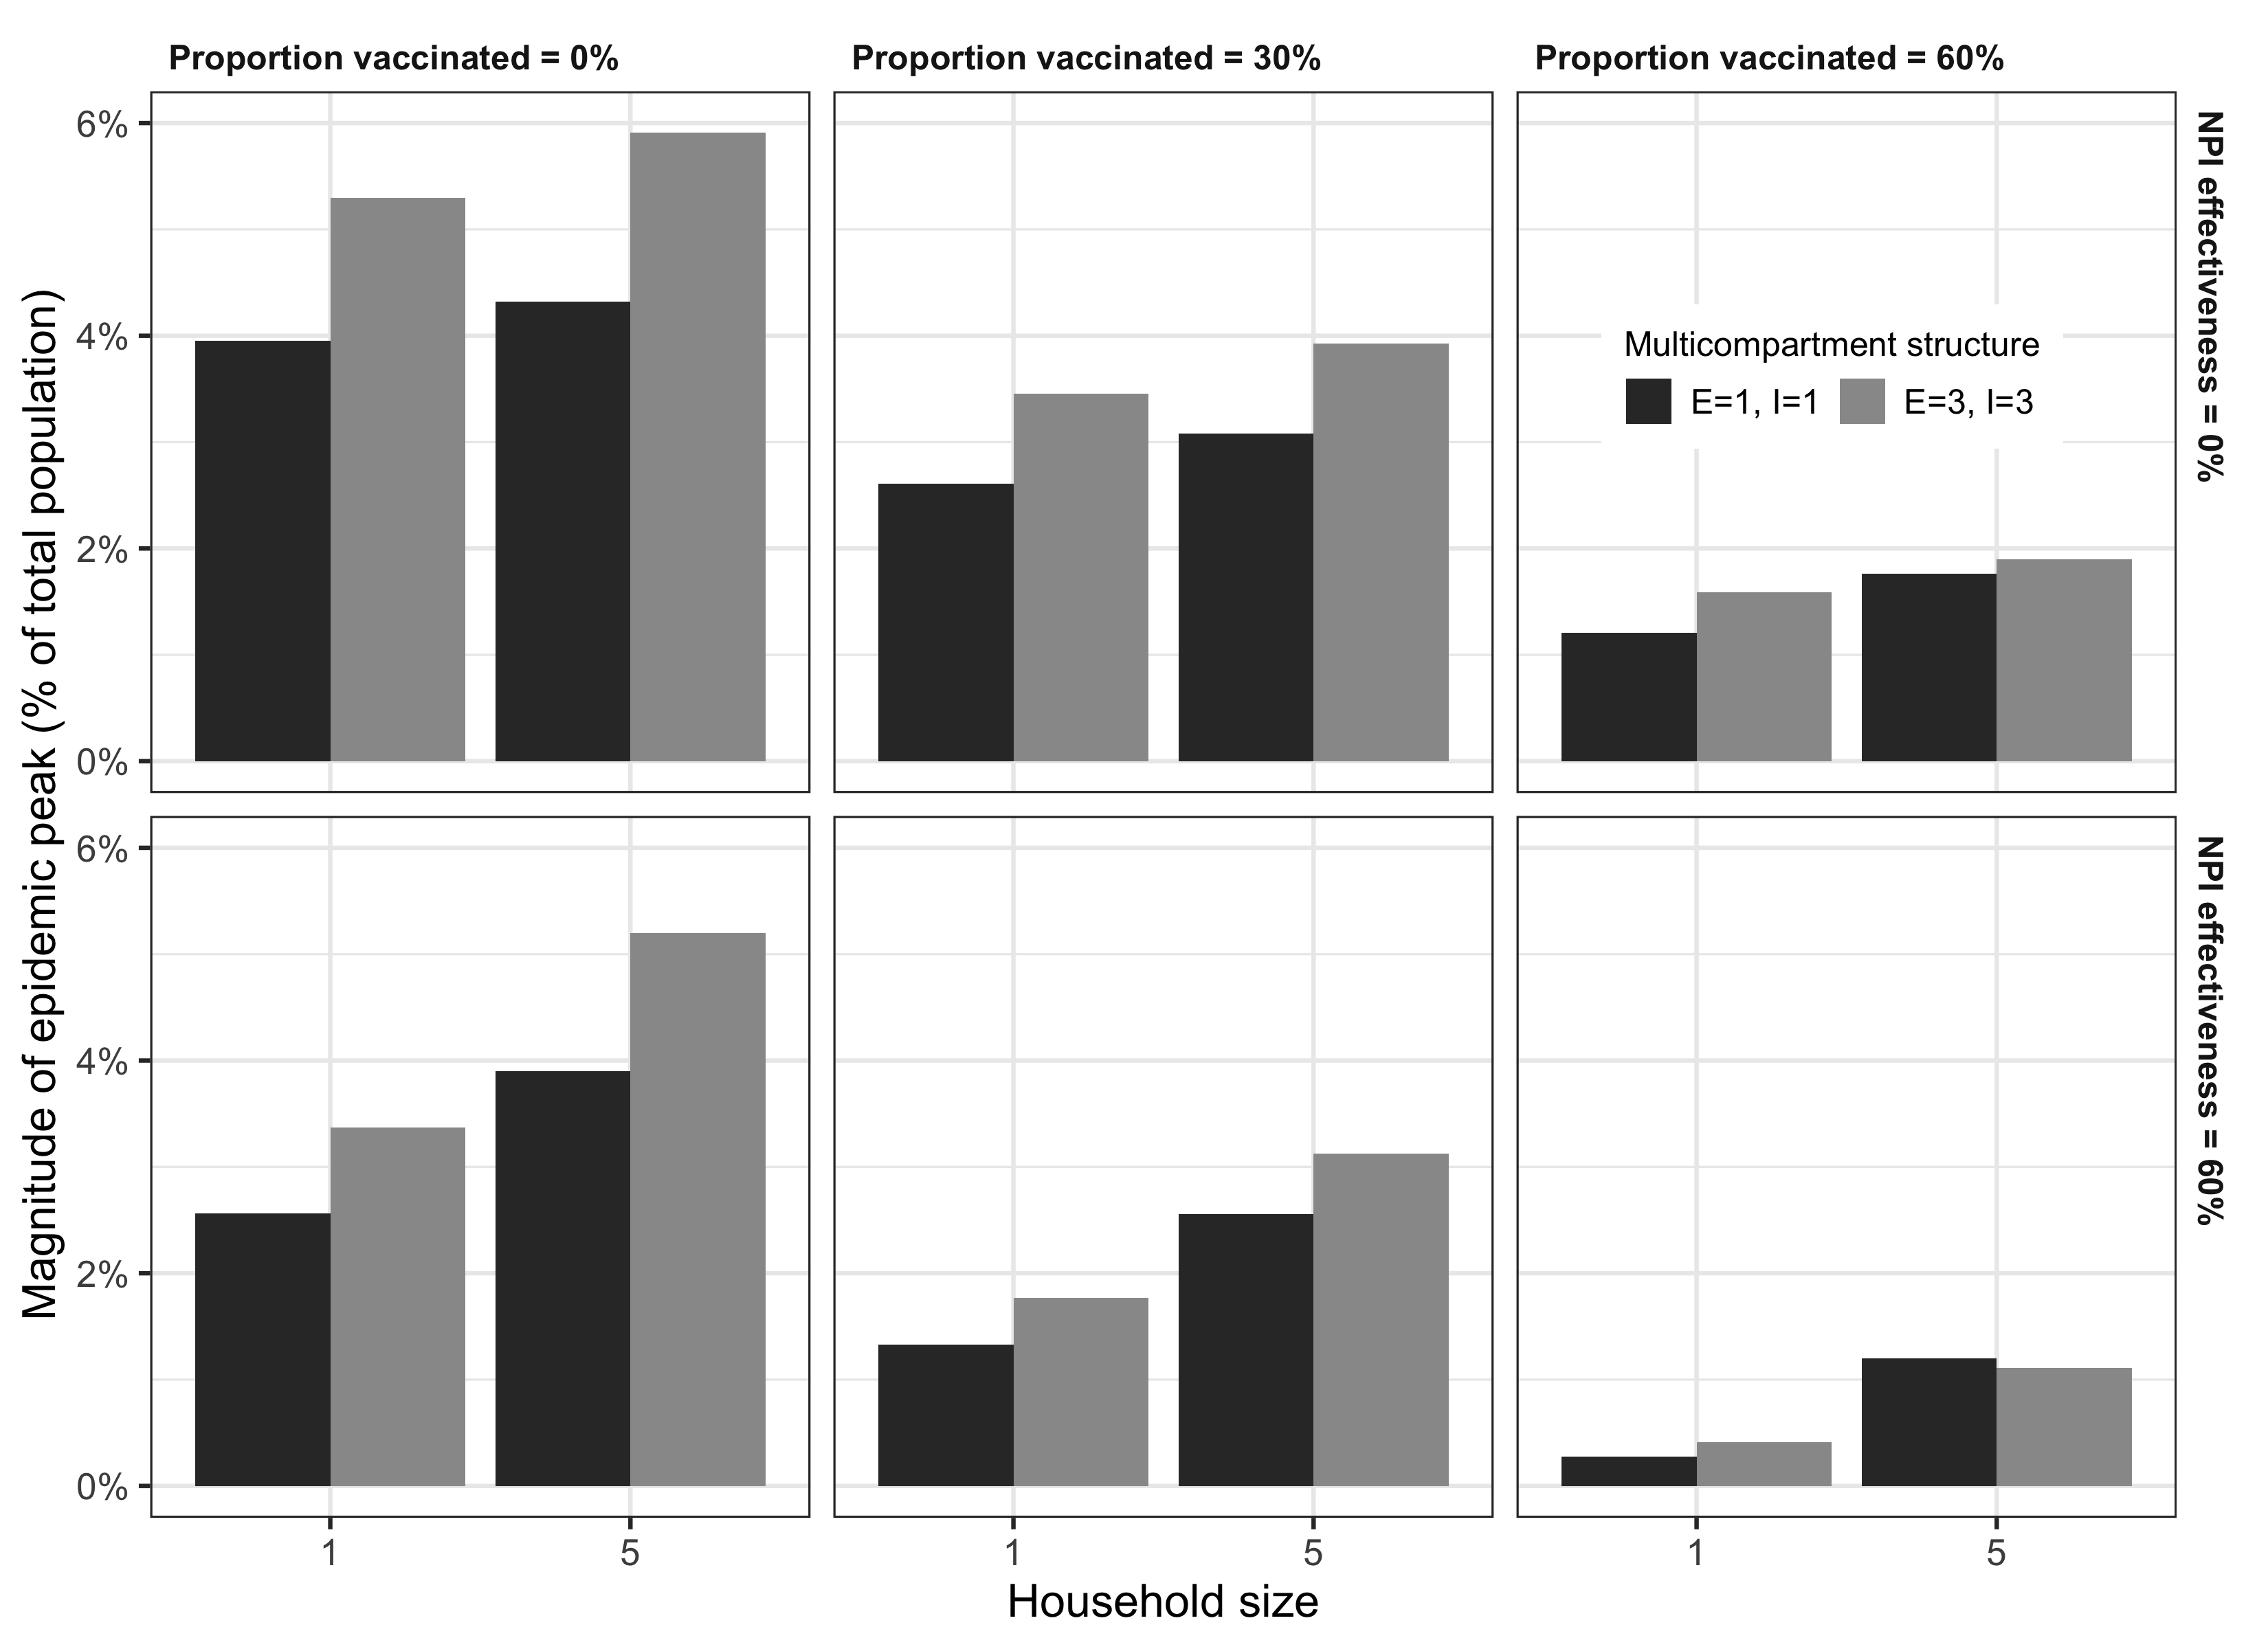 Proportion vaccinated = 0%
Proportion vaccinated = 30%
Proportion vaccinated = 60%
Magnitude of epidemic peak (% of total population)
6%
4%
2%
0%
NPI effectiveness = 0%
Multicompartment structure
E=1, I=1
E=3, I=3
6%
4%
2%
0%
NPI effectiveness = 60%
1
5
1
5
1
5
Household size